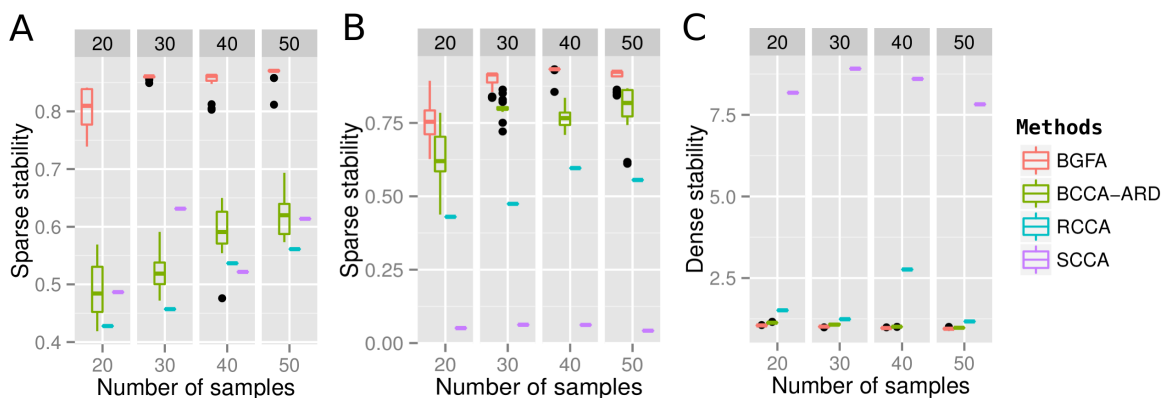 A
20 30 40 50
Sparse stability
0.8
0.7
0.6
0.5
0.4
20 30 40 50
Number of samples
B
20 30 40 50
Sparse stability
0.75
0.50
0.25
0.00
20 30 40 50
Number of samples
C
20 30 40 50
Dense stability
7.5
5.0
2.5
20 30 40 50
Number of samples
Methods
BGFA
BCCA−ARD
RCCA
SCCA